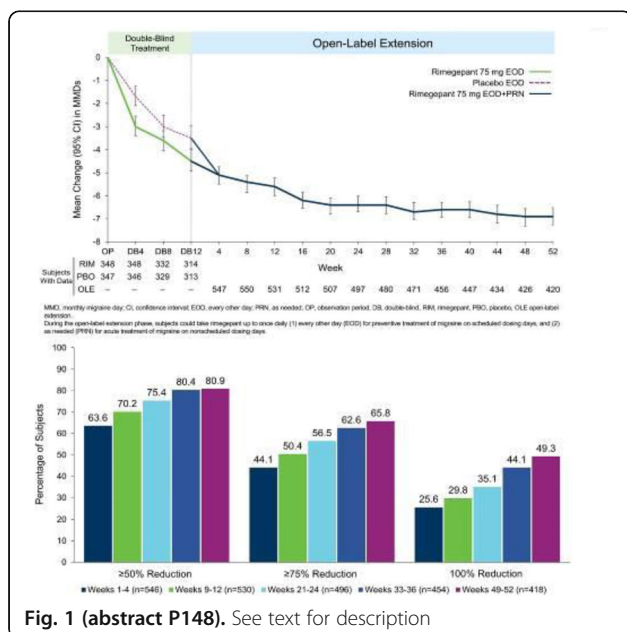 Double-Blind
Treatment
Open-Label Extension
Rimegepant 75 mg EOD
Placebo EOD
Rimegepant 75 mg EOD+PRN
Mean Change (95% CI) in MMDs
0
-1
-2
-3
-4
-5
-6
-7
-8
OP DB4 DB8 DB12 4 8 12 16 20 24 28 32 36 40 44 48 52
Week
Subjects
With Data
RIM 348 348 332 314
PBO 347 346 329 313
OLE – – – – 547 550 531 512 507 497 480 471 456 447 434 426 420
MMD, monthly migraine day; CI, confidence interval; EOD, every other day; PRN, as needed; OP, observation period, DB, double-blind, RIM, rimegepant, PBO, placebo, OLE open-label
extension.
During the open-label extension phase, subjects could take rimegepant up to once daily (1) every other day (EOD) for preventive treatment of migraine on scheduled dosing days, and (2)
as needed (PRN) for acute treatment of migraine on nonscheduled dosing days.
Percentage of Subjects
100
90
80
70
60
50
40
30
20
10
0
63.6 70.2 75.4 80.4 80.9
44.1 50.4 56.5 62.6 65.8
25.6 29.8 35.1 44.1 49.3
≥50% Reduction ≥75% Reduction 100% Reduction
Weeks 1-4 (n=546) Weeks 9-12 (n=530) Weeks 21-24 (n=496) Weeks 33-36 (n=454) Weeks 49-52 (n=418)
Fig. 1 (abstract P148). See text for description